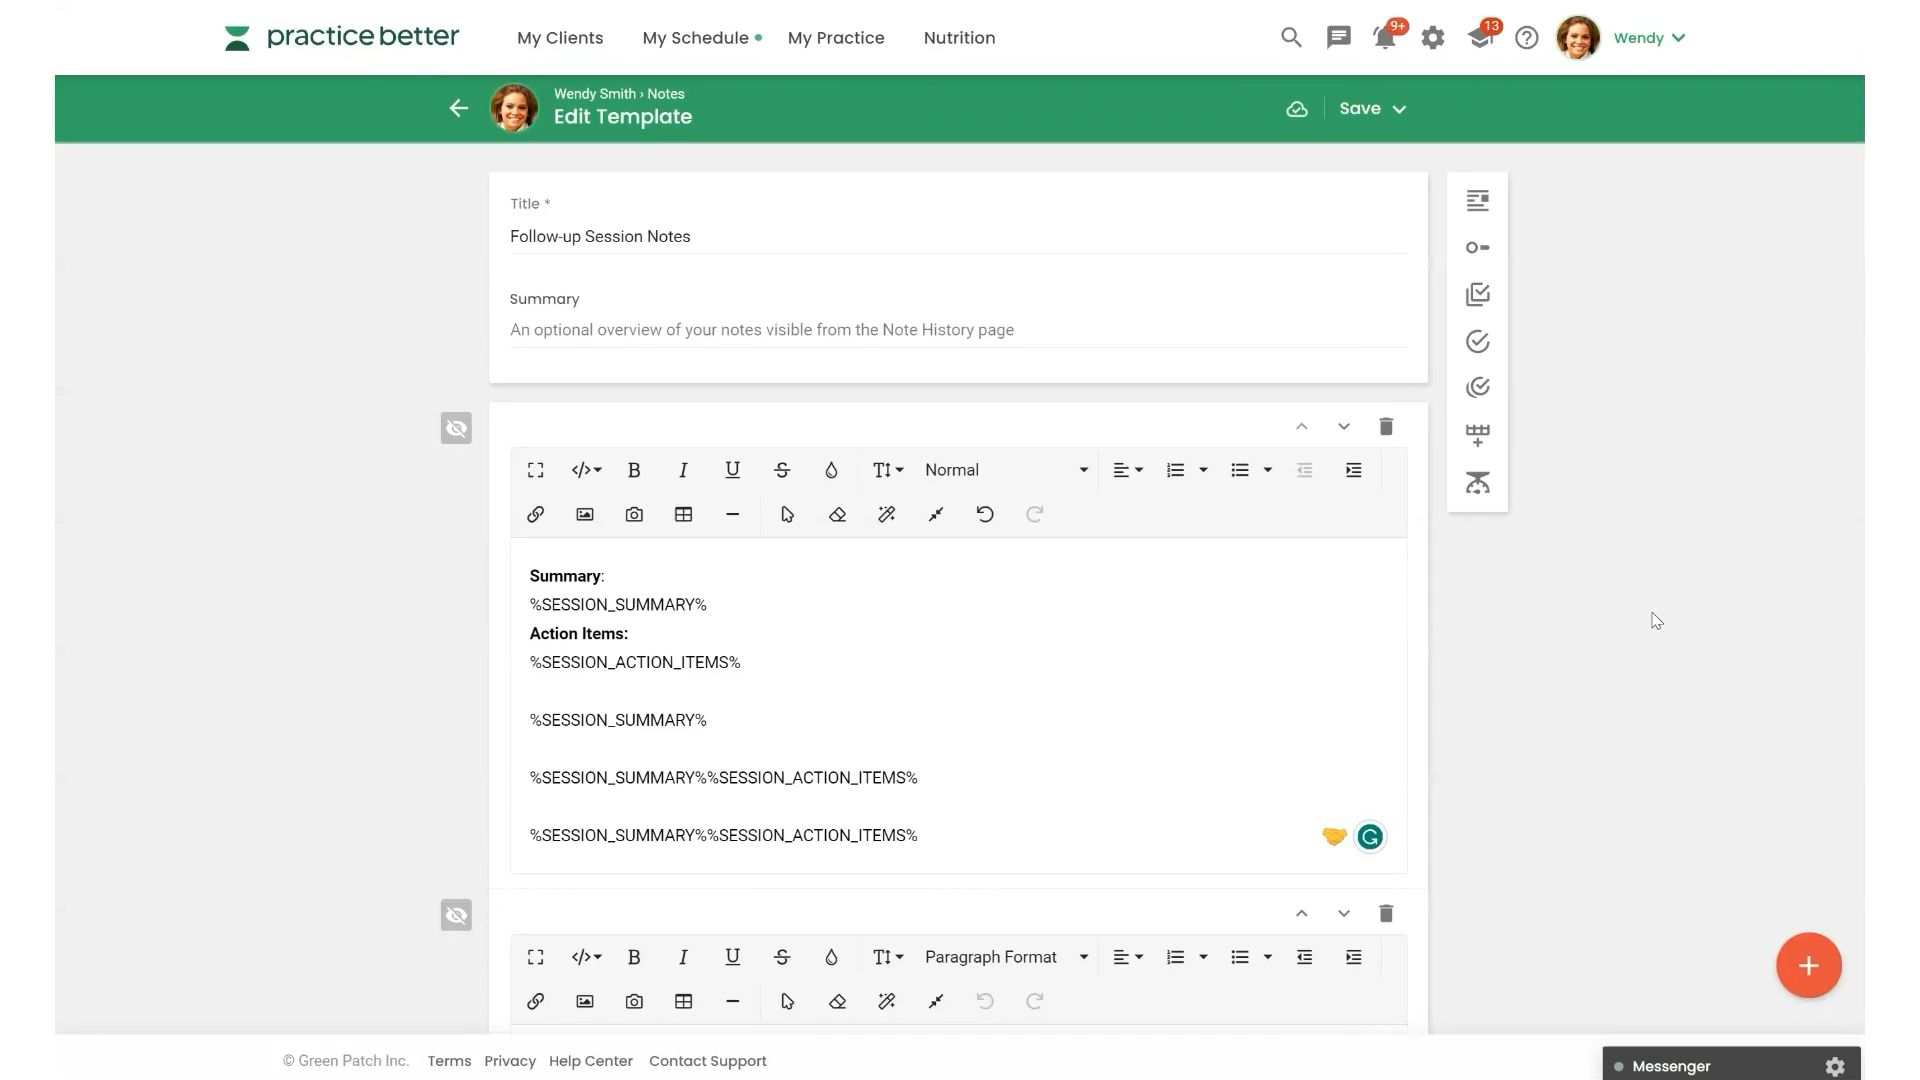 practice better
My Clients
My Schedule
My Practice
Nutrition
9+
13
Wendy
Wendy Smith › Notes
Edit Template
Save
Title *
Follow-up Session Notes
Summary
An optional overview of your notes visible from the Note History page
Normal
Summary:
%SESSION_SUMMARY%
Action Items:
%SESSION_ACTION_ITEMS%
%SESSION_SUMMARY%
%SESSION_SUMMARY%%SESSION_ACTION_ITEMS%
%SESSION_SUMMARY%%SESSION_ACTION_ITEMS%
Paragraph Format
© Green Patch Inc.
Terms
Privacy
Help Center
Contact Support
Messenger